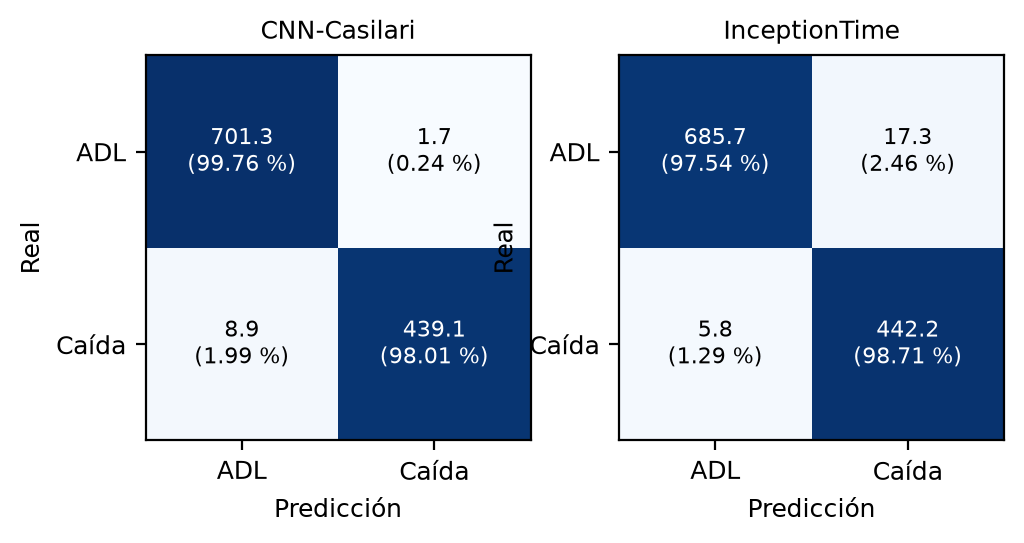 CNN-Casilari
ADL
701.3
(99.76 %)
1.7
(0.24 %)
Real
Caída
8.9
(1.99 %)
439.1
(98.01 %)
ADL
Caída
Predicción
InceptionTime
ADL
685.7
(97.54 %)
17.3
(2.46 %)
Real
Caída
5.8
(1.29 %)
442.2
(98.71 %)
ADL
Caída
Predicción